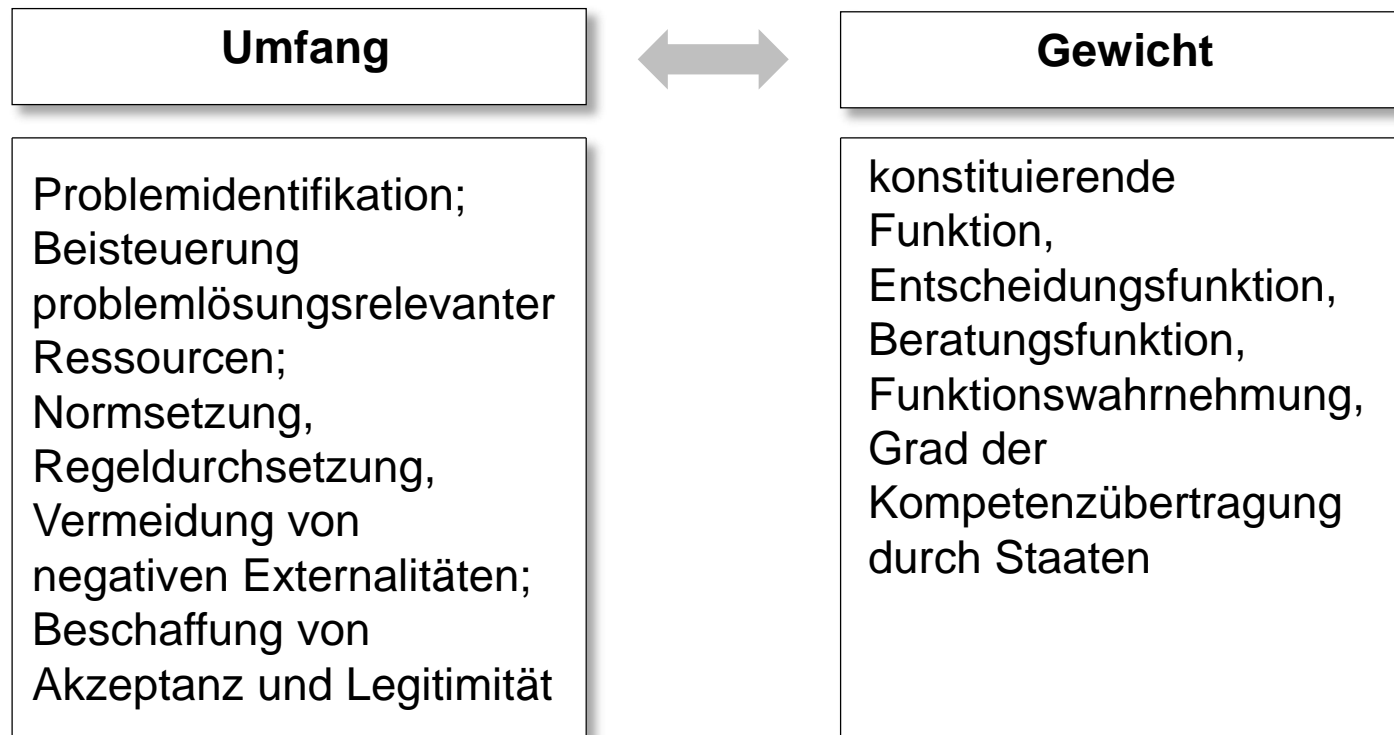 Umfang
Gewicht
Problemidentifikation;
Beisteuerung
problemlösungsrelevanter
Ressourcen;
Normsetzung,
Regeldurchsetzung,
Vermeidung von
negativen Externalitäten;
Beschaffung von
Akzeptanz und Legitimität
konstituierende
Funktion,
Entscheidungsfunktion,
Beratungsfunktion,
Funktionswahrnehmung,
Grad der
Kompetenzübertragung
durch Staaten